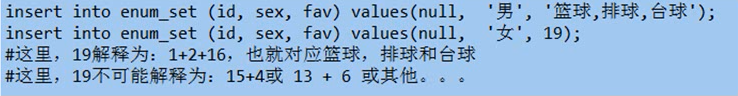 insert into enum_set (id, sex, fav) values(null, '男', '篮球,排球,台球');
insert into enum_set (id, sex, fav) values(null, '女', 19);
#这里，19解释为：1+2+16，也就对应篮球，排球和台球
#这里，19不可能解释为：15+4或 13 + 6 或其他。。。